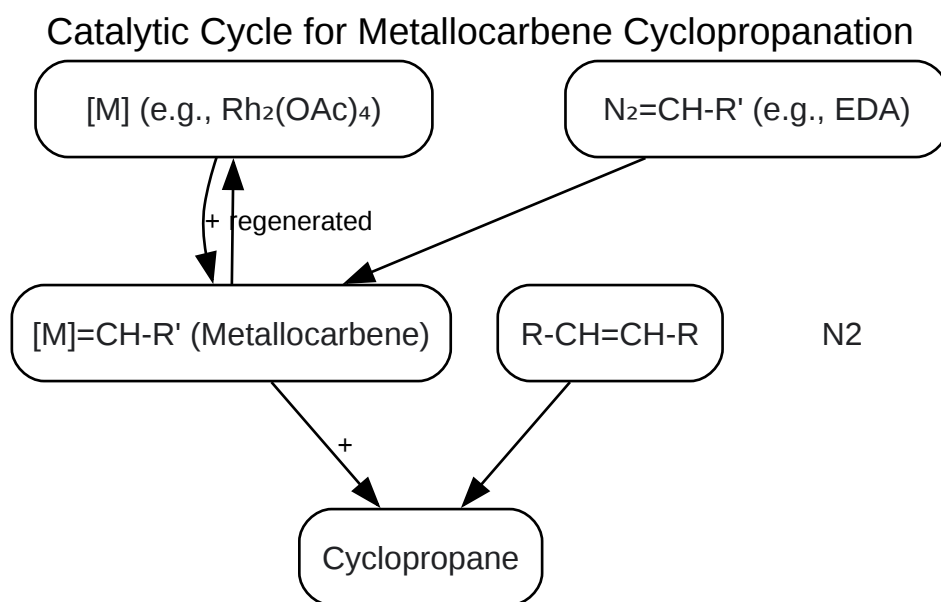 Catalytic Cycle for Metallocarbene Cyclopropanation
[M] (e.g., Rh₂(OAc)₄)
N₂=CH-R' (e.g., EDA)
+
regenerated
[M]=CH-R' (Metallocarbene)
R-CH=CH-R
N2
+
Cyclopropane